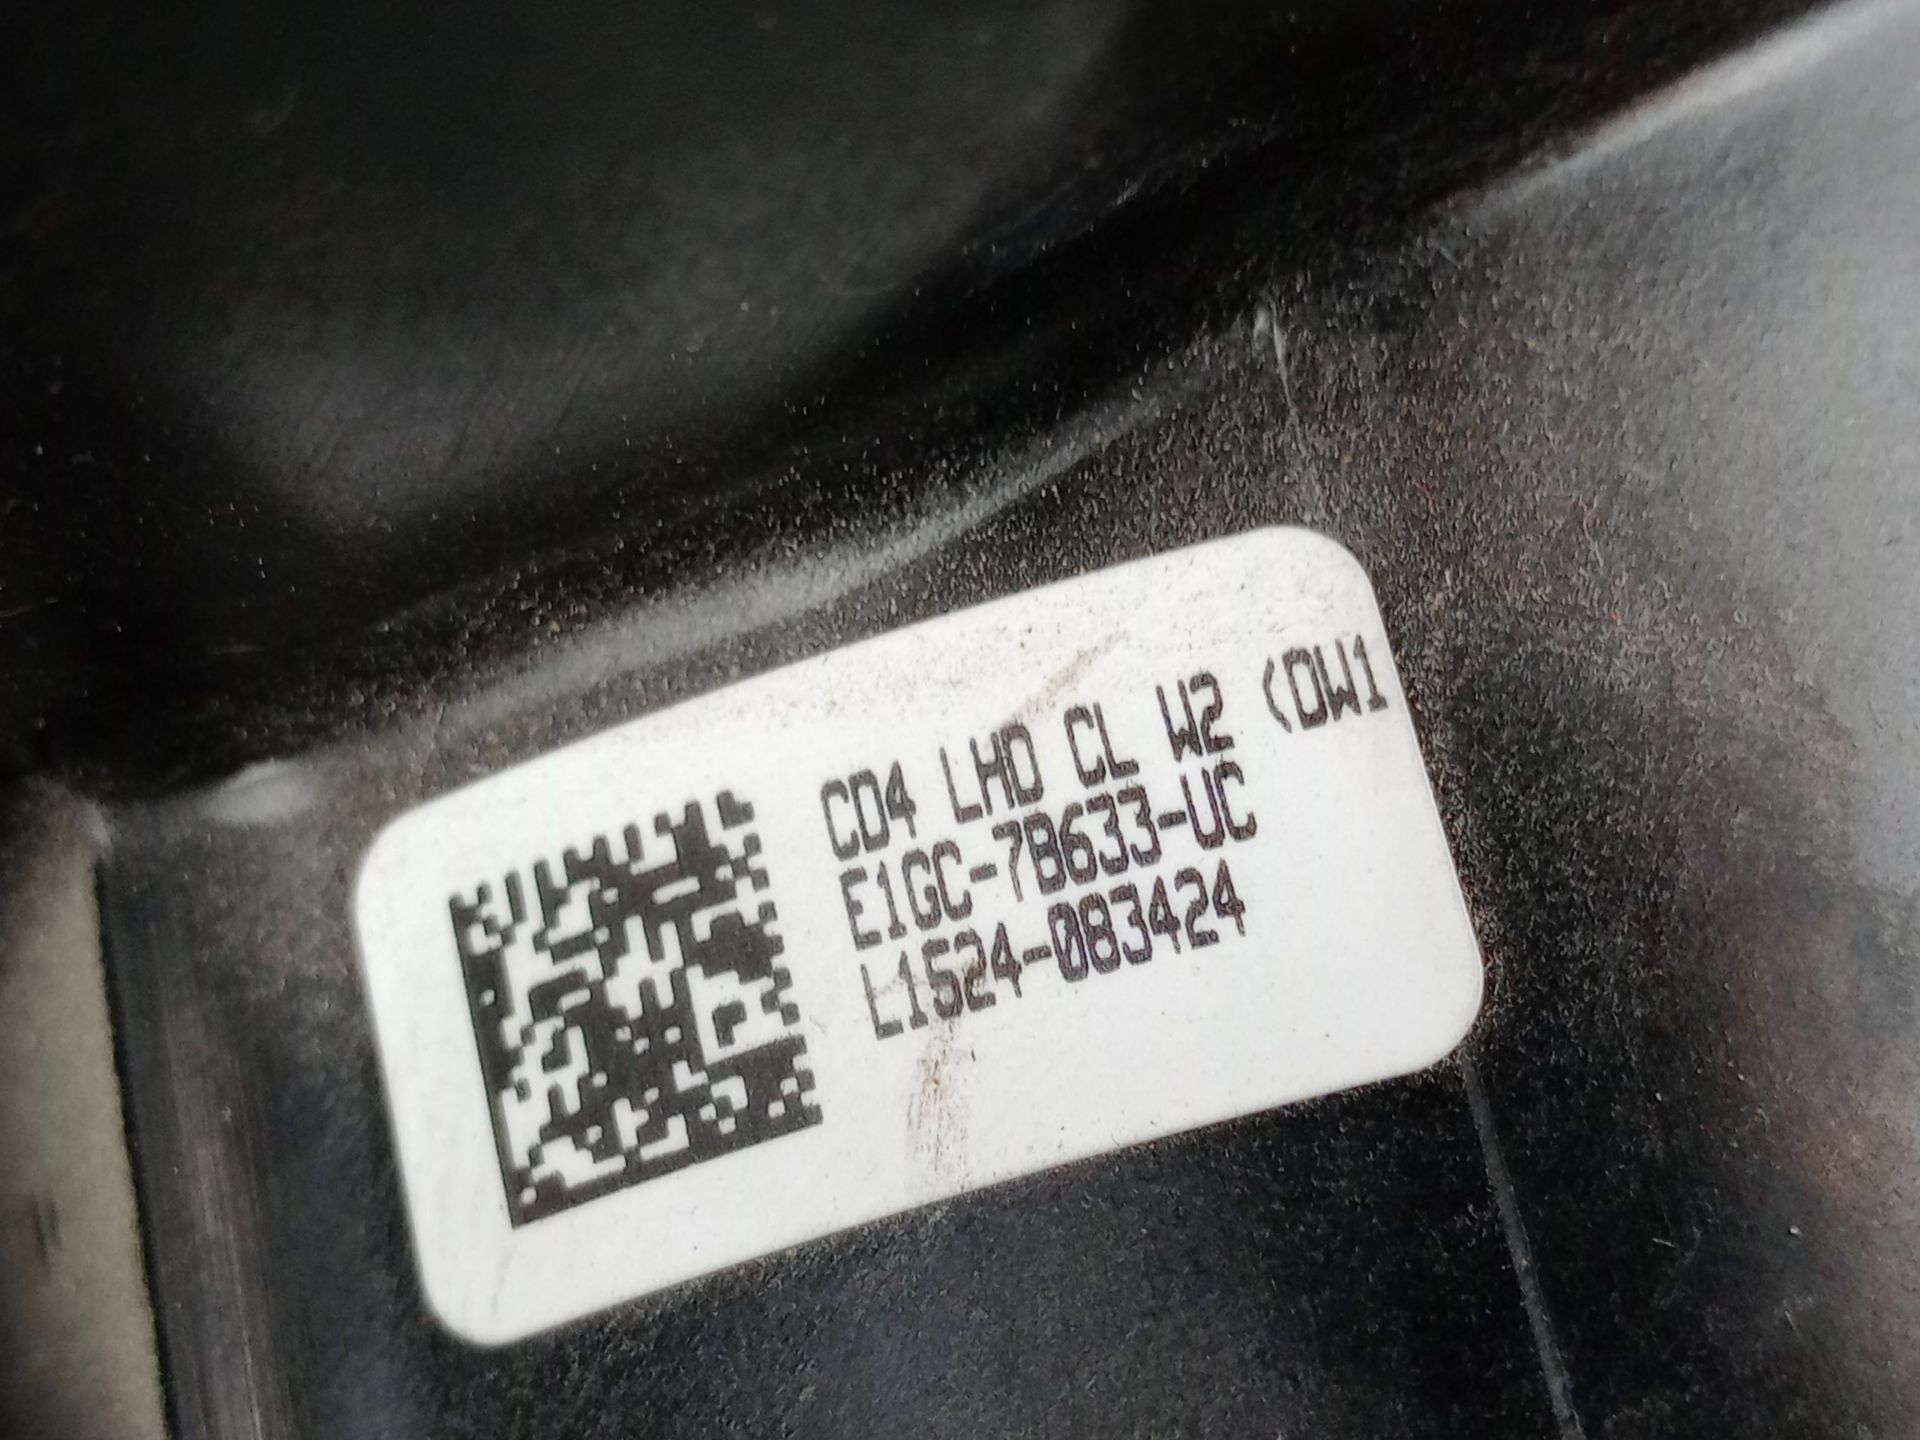 CD4 LHD CL W2 (DW1
E1GC-7B633-UC
L1524-083424